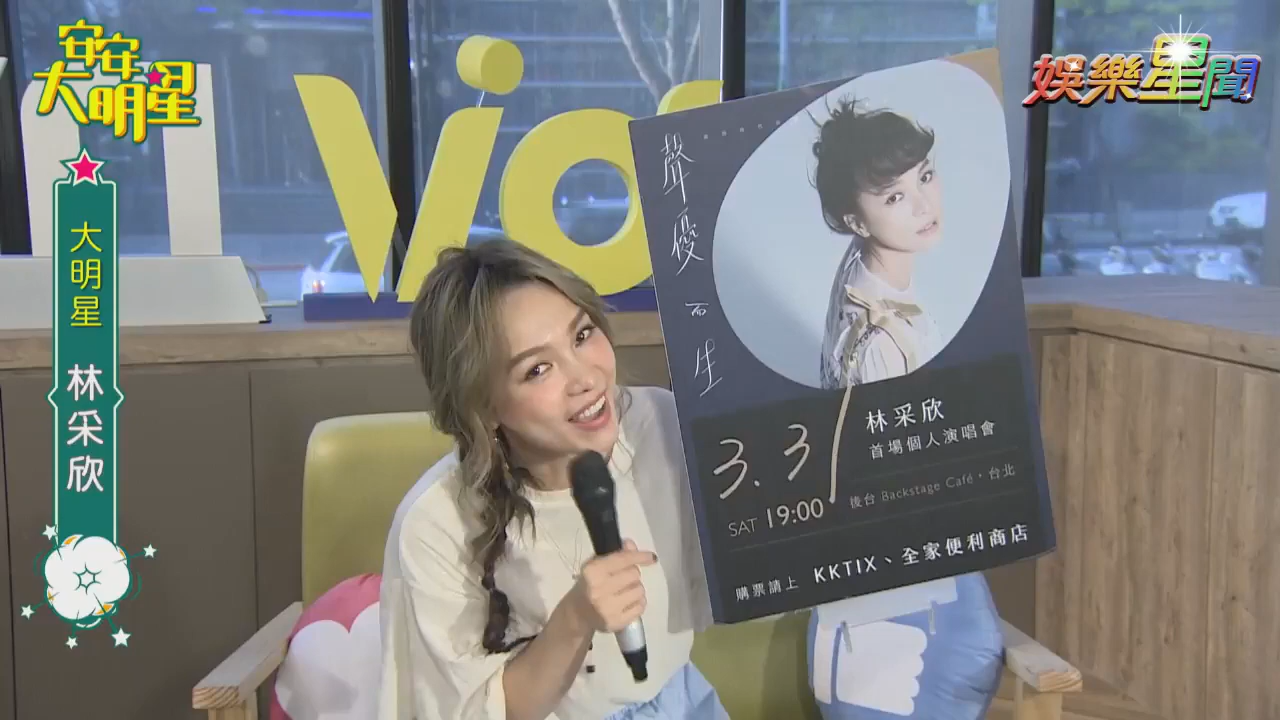 安安
大明星
大明星 林采欣
娛樂星聞
聲優而生
3.31
SAT 19:00
林采欣
首場個人演唱會
後台 Backstage Café・台北
購票請上 KKTIX、全家便利商店